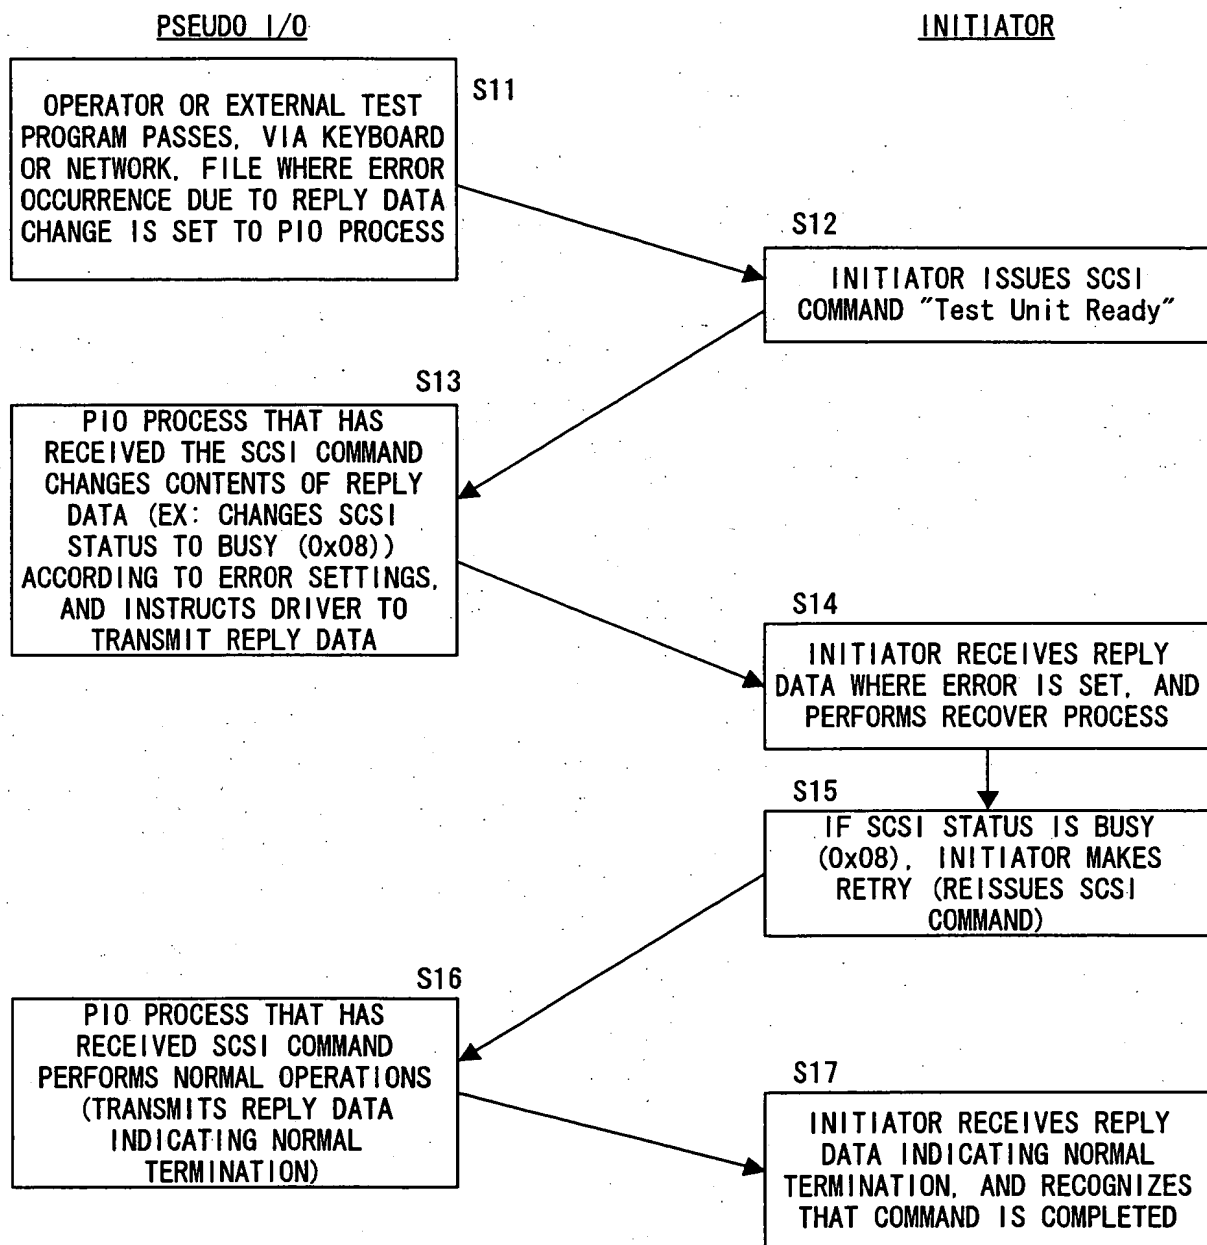 PSEUDO I/O
INITIATOR
S11
OPERATOR OR EXTERNAL TEST
PROGRAM PASSES, VIA KEYBOARD
OR NETWORK, FILE WHERE ERROR
OCCURRENCE DUE TO REPLY DATA
CHANGE IS SET TO PIO PROCESS
S12
INITIATOR ISSUES SCSI
COMMAND "Test Unit Ready"
S13
PIO PROCESS THAT HAS
RECEIVED THE SCSI COMMAND
CHANGES CONTENTS OF REPLY
DATA (EX: CHANGES SCSI
STATUS TO BUSY (0x08))
ACCORDING TO ERROR SETTINGS,
AND INSTRUCTS DRIVER TO
TRANSMIT REPLY DATA
S14
INITIATOR RECEIVES REPLY
DATA WHERE ERROR IS SET, AND
PERFORMS RECOVER PROCESS
S15
IF SCSI STATUS IS BUSY
(0x08), INITIATOR MAKES
RETRY (REISSUES SCSI
COMMAND)
S16
PIO PROCESS THAT HAS
RECEIVED SCSI COMMAND
PERFORMS NORMAL OPERATIONS
(TRANSMITS REPLY DATA
INDICATING NORMAL
TERMINATION)
S17
INITIATOR RECEIVES REPLY
DATA INDICATING NORMAL
TERMINATION, AND RECOGNIZES
THAT COMMAND IS COMPLETED